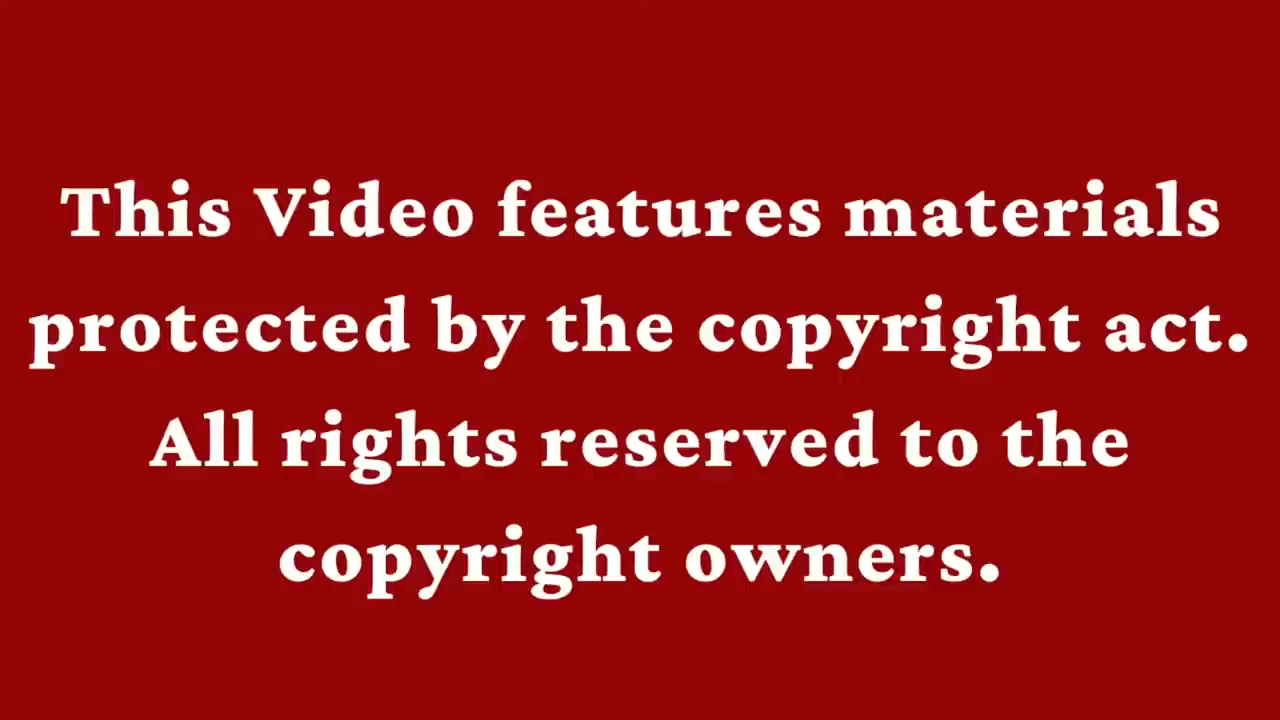 This Video features materials
protected by the copyright act.
All rights reserved to the
copyright owners.